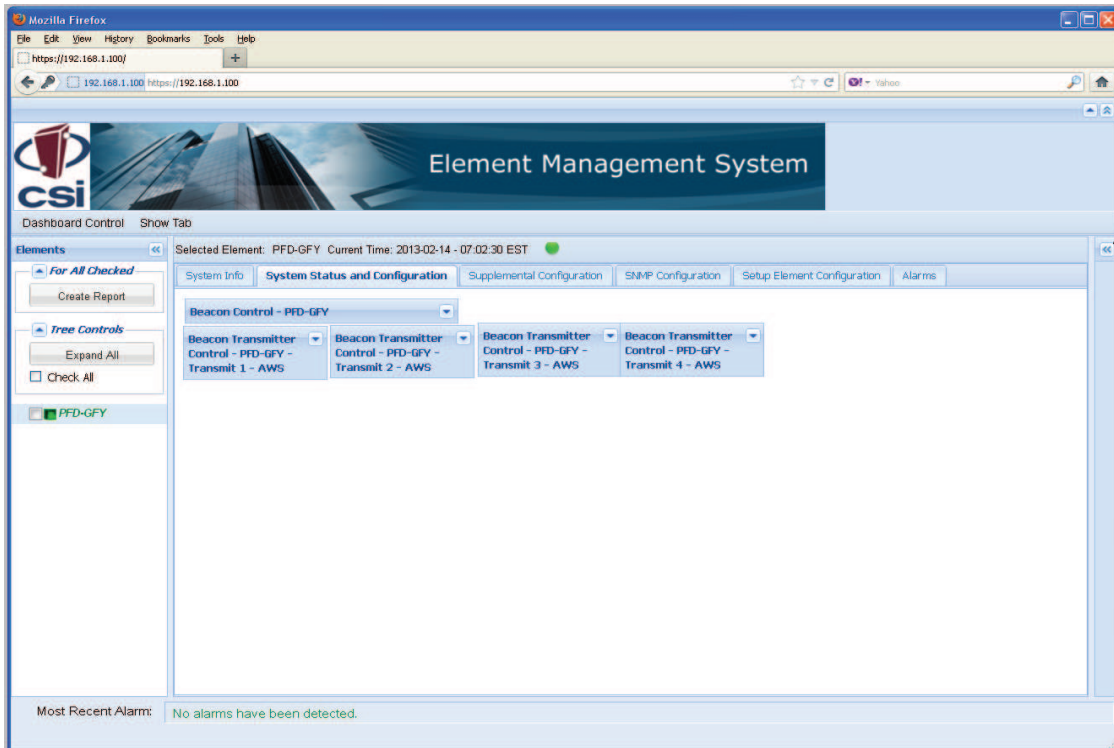 Mozilla Firefox
File Edit View History Bookmarks Tools Help
https://192.168.1.100/ +
192.168.1.100 https://192.168.1.100 Yahoo
csi
Element Management System
Dashboard Control Show Tab
Elements
Selected Element: PFD-GFY Current Time: 2013-02-14 - 07:02:30 EST
For All Checked
Create Report
Tree Controls
Expand All
Check All
PFD-GFY
System Info System Status and Configuration Supplemental Configuration SNMP Configuration Setup Element Configuration Alarms
Beacon Control - PFD-GFY
Beacon Transmitter
Control - PFD-GFY -
Transmit 1 - AWS
Beacon Transmitter
Control - PFD-GFY -
Transmit 2 - AWS
Beacon Transmitter
Control - PFD-GFY -
Transmit 3 - AWS
Beacon Transmitter
Control - PFD-GFY -
Transmit 4 - AWS
Most Recent Alarm: No alarms have been detected.